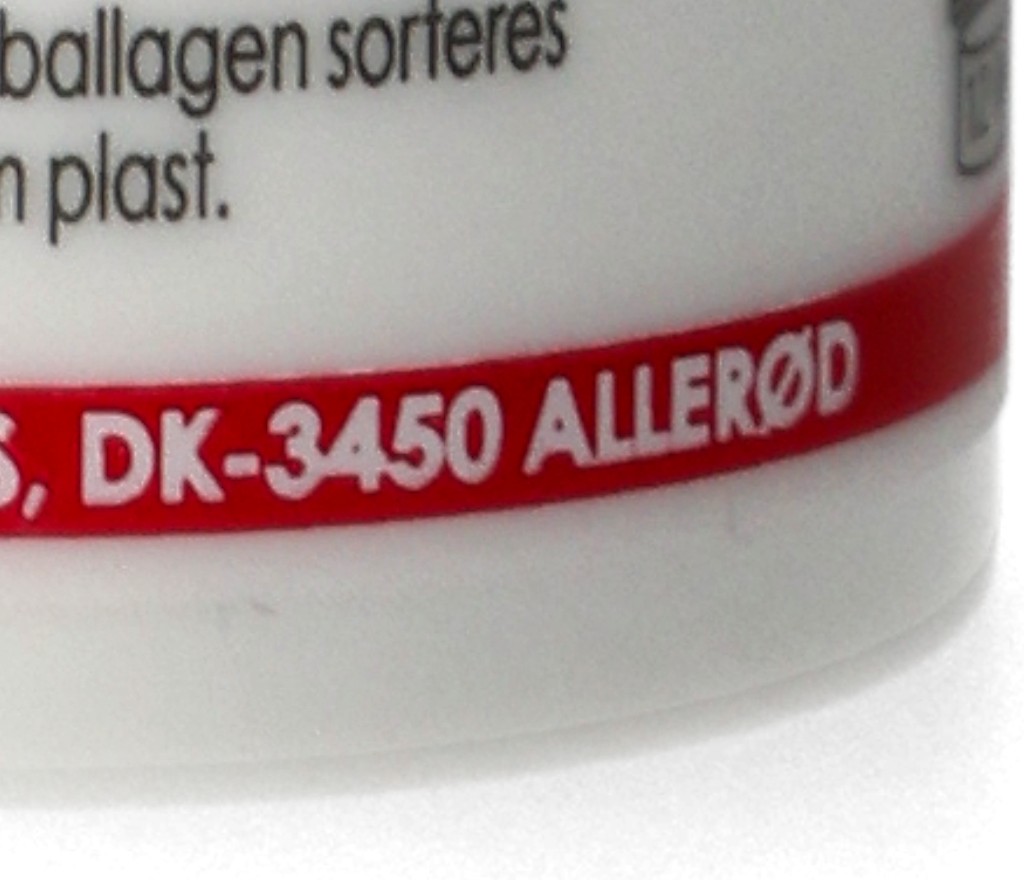 ballagen sorteres
m plast.
S, DK-3450 ALLERØD